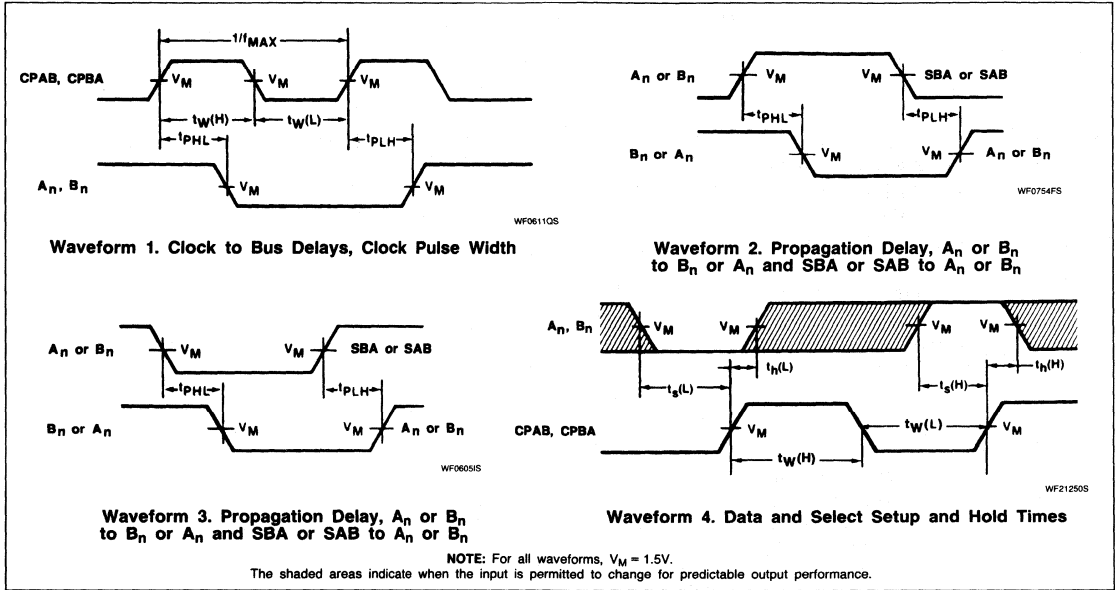 1/fMAX
CPAB, CPBA
VM
VM
VM
tW(H)
tW(L)
tPHL
tPLH
An, Bn
VM
VM
WF0611QS
Waveform 1. Clock to Bus Delays, Clock Pulse Width
An or Bn
VM
VM
SBA or SAB
tPHL
tPLH
Bn or An
VM
VM
An or Bn
WF0754FS
Waveform 2. Propagation Delay, An or Bn
to Bn or An and SBA or SAB to An or Bn
An or Bn
VM
VM
SBA or SAB
tPHL
tPLH
Bn or An
VM
VM
An or Bn
WF0605IS
Waveform 3. Propagation Delay, An or Bn
to Bn or An and SBA or SAB to An or Bn
An, Bn
VM
VM
VM
VM
th(L)
th(H)
ts(L)
ts(H)
CPAB, CPBA
VM
tW(L)
VM
tW(H)
WF21250S
Waveform 4. Data and Select Setup and Hold Times
NOTE: For all waveforms, VM = 1.5V.
The shaded areas indicate when the input is permitted to change for predictable output performance.